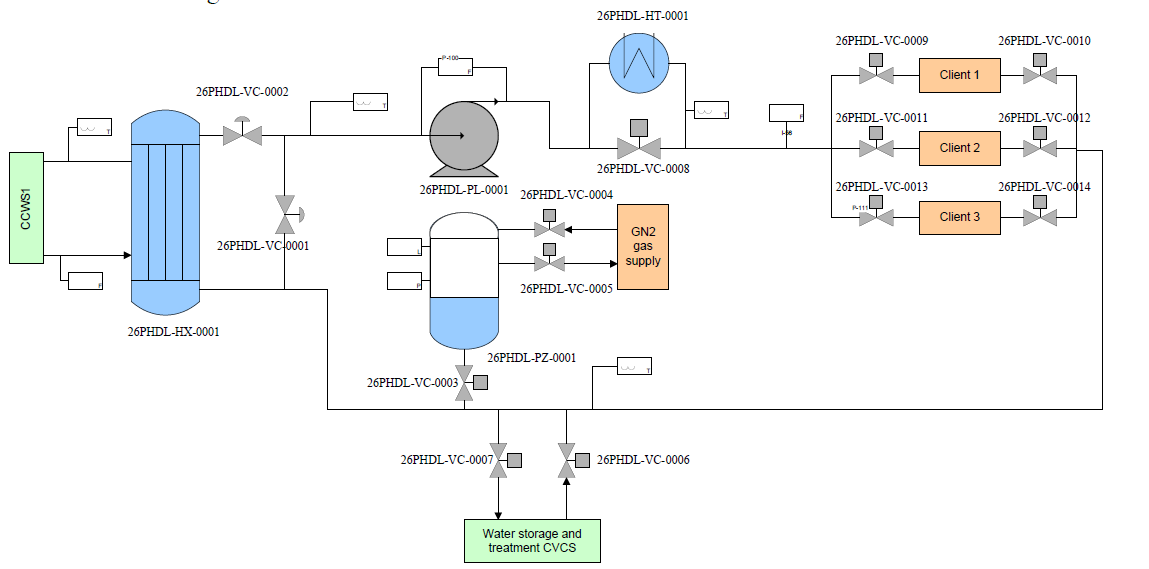 26PHDL-HT-0001
26PHDL-VC-0009
26PHDL-VC-0010
P-100
F
Client 1
26PHDL-VC-0002
T
T
F
26PHDL-VC-0011
26PHDL-VC-0012
T
Client 2
26PHDL-VC-0008
26PHDL-PL-0001
26PHDL-VC-0004
26PHDL-VC-0013
26PHDL-VC-0014
P-111
CCWS1
Client 3
GN2
gas
supply
26PHDL-VC-0001
L
F
P
26PHDL-VC-0005
26PHDL-HX-0001
26PHDL-PZ-0001
T
26PHDL-VC-0003
26PHDL-VC-0007
26PHDL-VC-0006
Water storage and
treatment CVCS